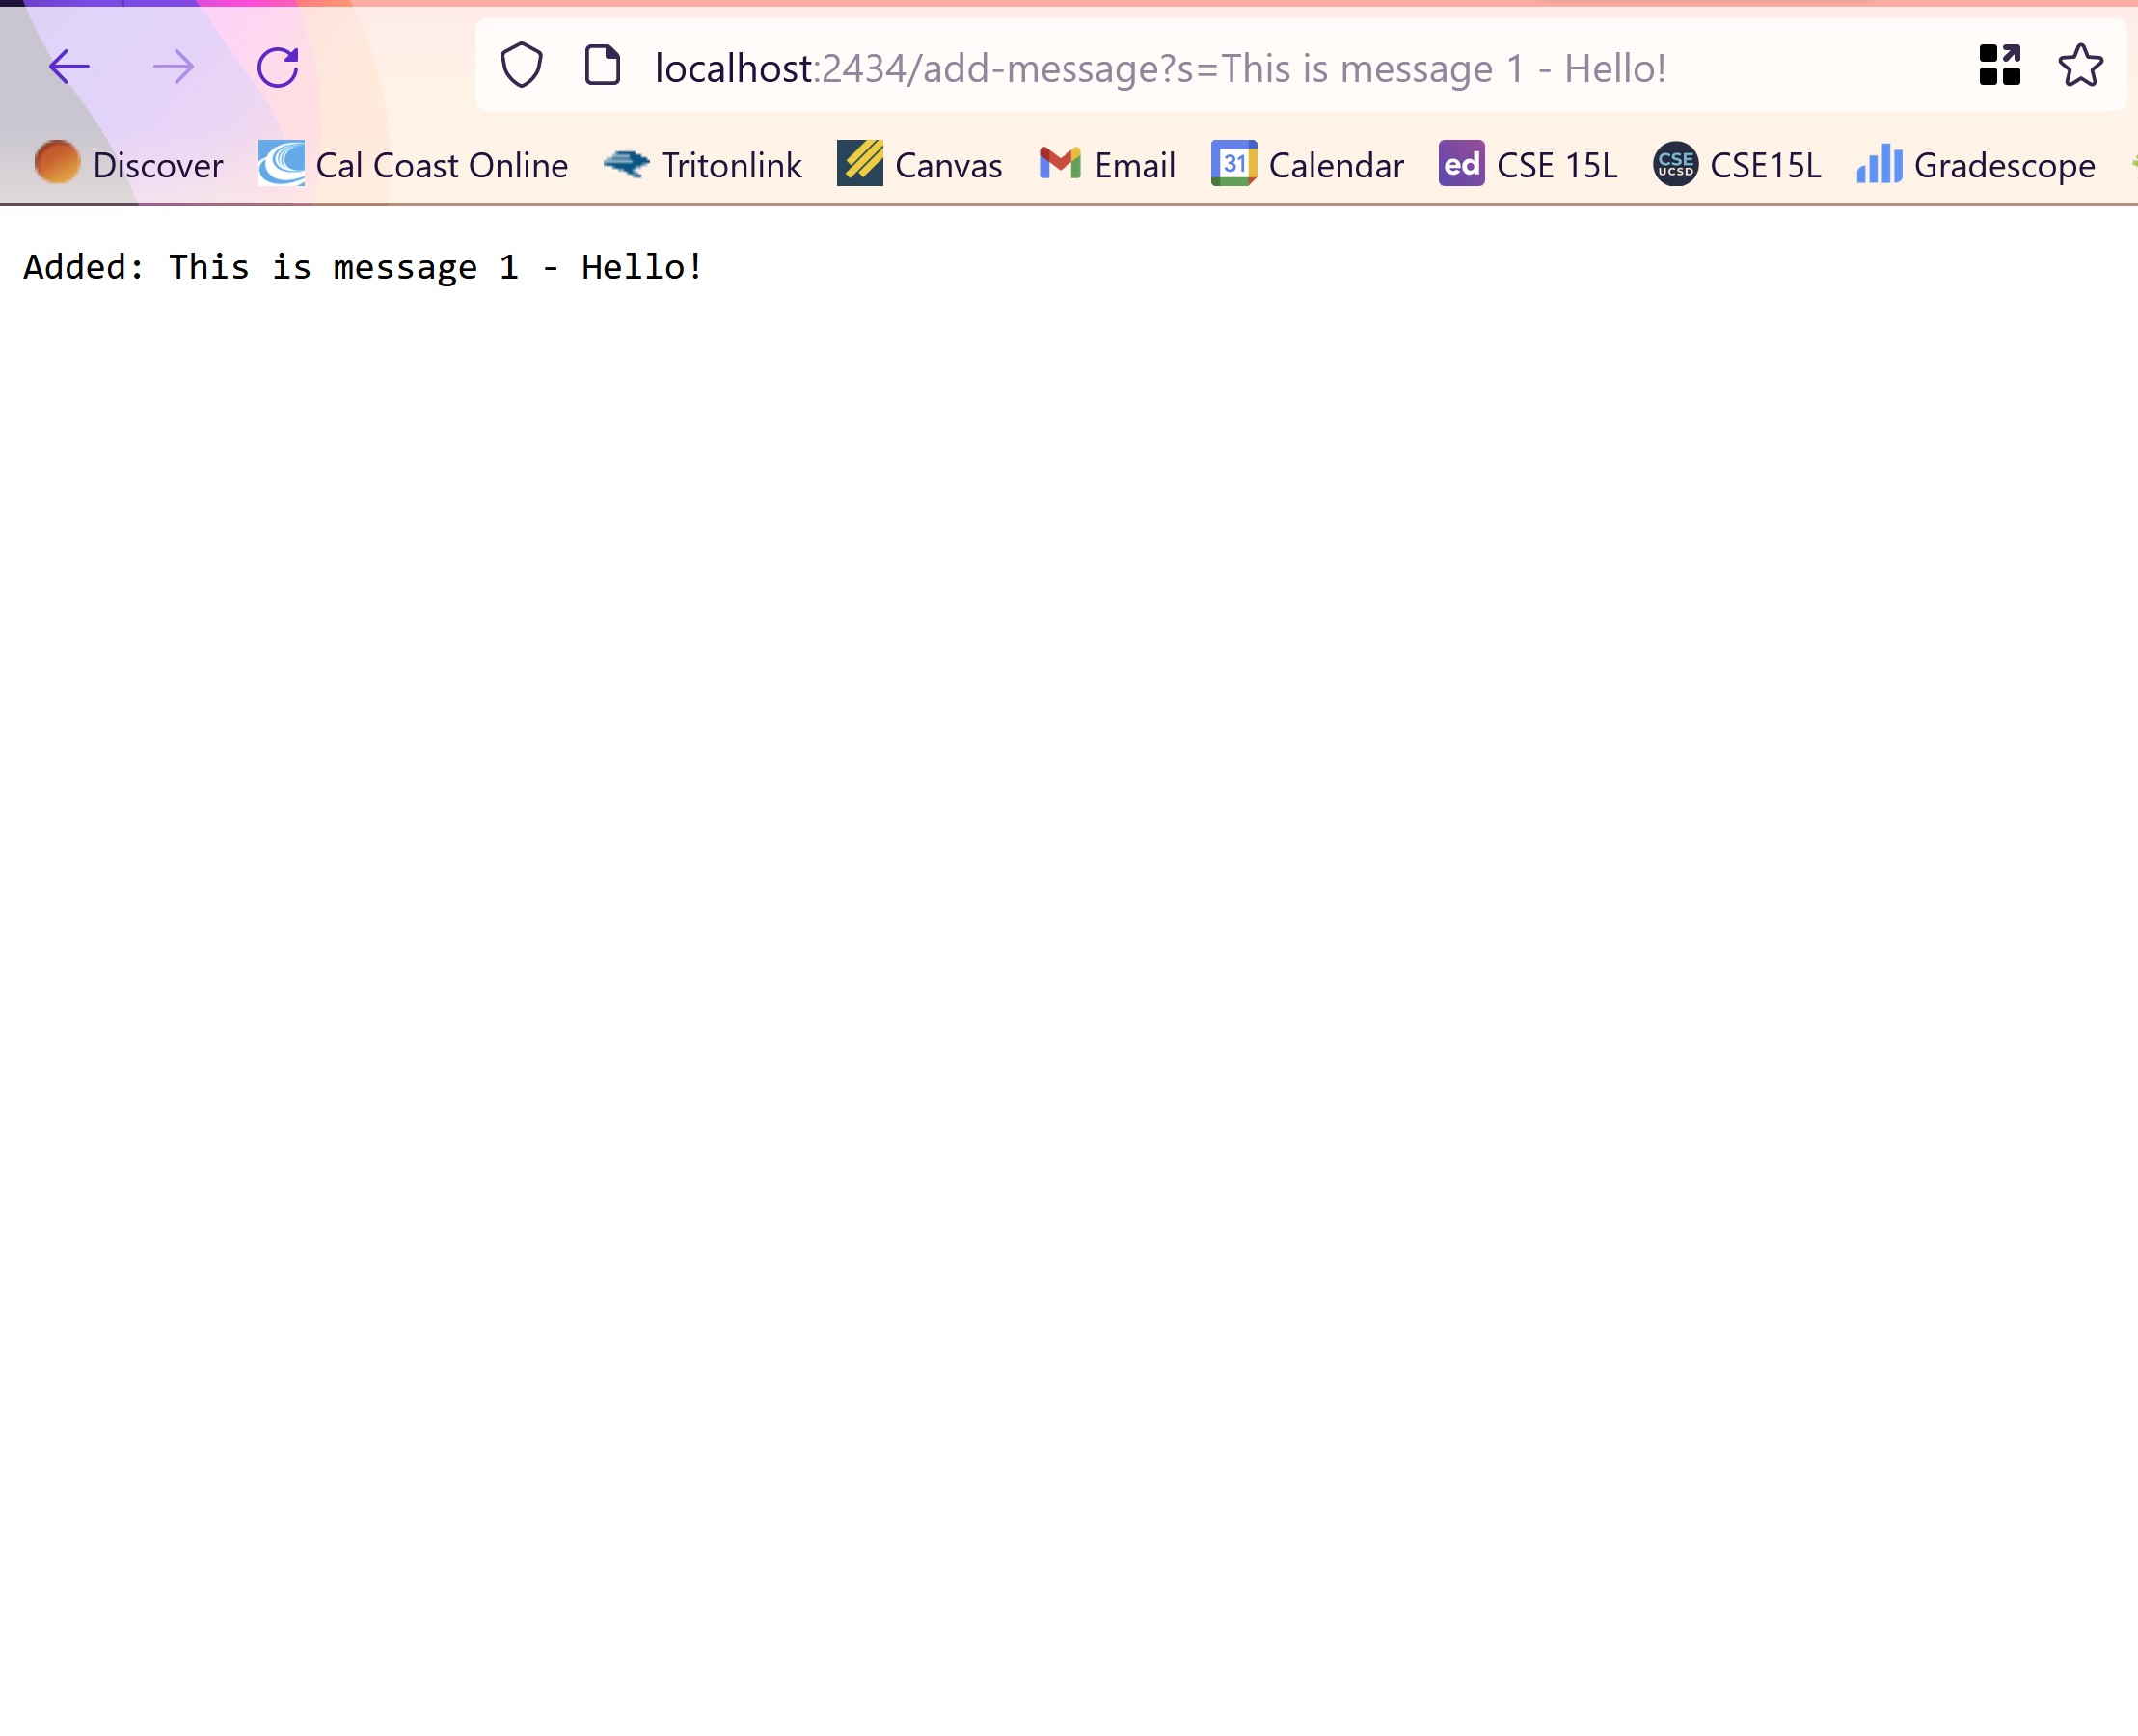 localhost:2434/add-message?s=This is message 1 - Hello!
Discover Cal Coast Online Tritonlink Canvas Email 31 Calendar ed CSE 15L CSE UCSD CSE15L Gradescope
Added: This is message 1 - Hello!